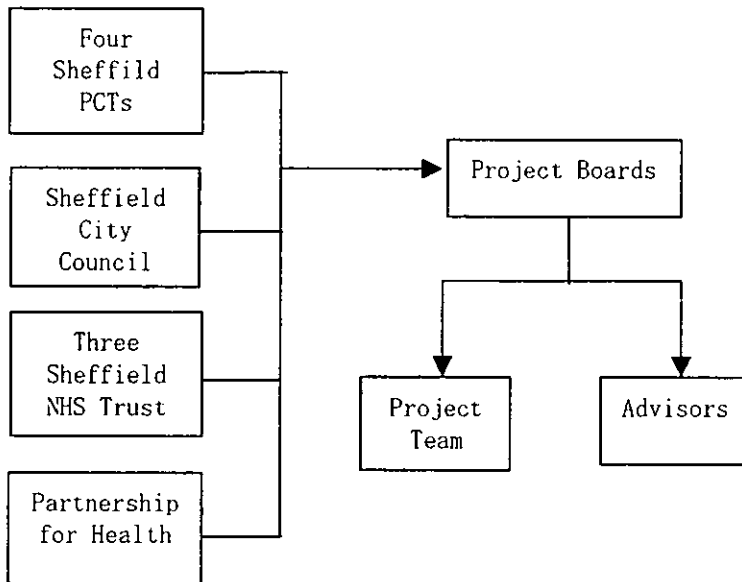 Four
Sheffild
PCTs
Sheffield
City
Council
Three
Sheffield
NHS Trust
Partnership
for Health
Project Boards
Project
Team
Advisors